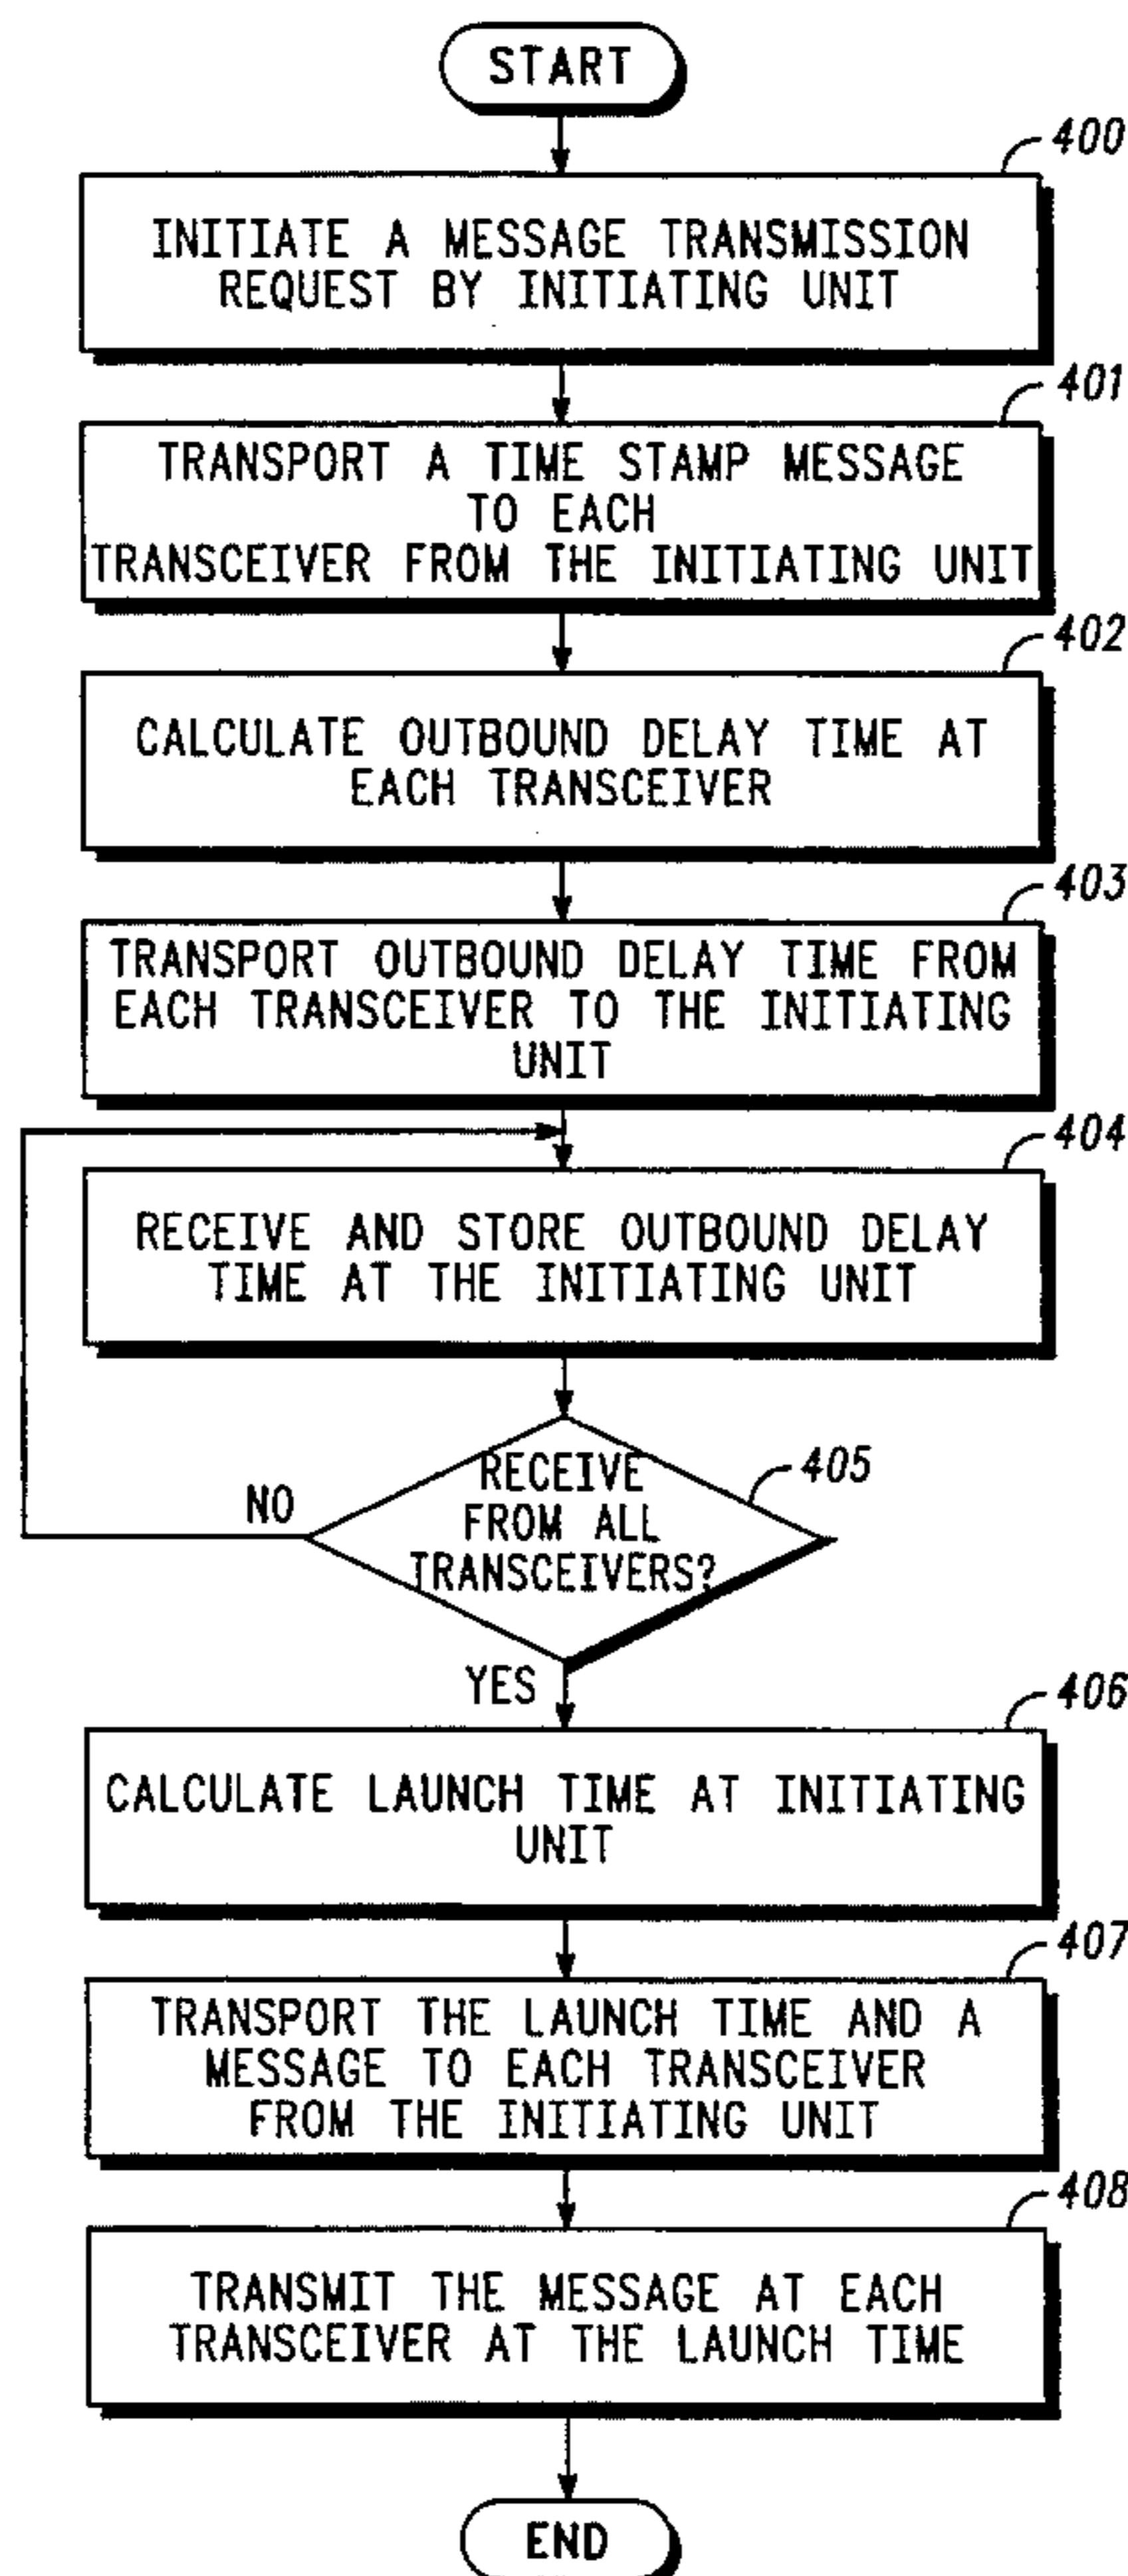 START
400
INITIATE A MESSAGE TRANSMISSION
REQUEST BY INITIATING UNIT
401
TRANSPORT A TIME STAMP MESSAGE
TO EACH
TRANSCEIVER FROM THE INITIATING UNIT
402
CALCULATE OUTBOUND DELAY TIME AT
EACH TRANSCEIVER
403
TRANSPORT OUTBOUND DELAY TIME FROM
EACH TRANSCEIVER TO THE INITIATING
UNIT
404
RECEIVE AND STORE OUTBOUND DELAY
TIME AT THE INITIATING UNIT
405
RECEIVE
FROM ALL
TRANSCEIVERS?
NO
YES
406
CALCULATE LAUNCH TIME AT INITIATING
UNIT
407
TRANSPORT THE LAUNCH TIME AND A
MESSAGE TO EACH TRANSCEIVER
FROM THE INITIATING UNIT
408
TRANSMIT THE MESSAGE AT EACH
TRANSCEIVER AT THE LAUNCH TIME
END